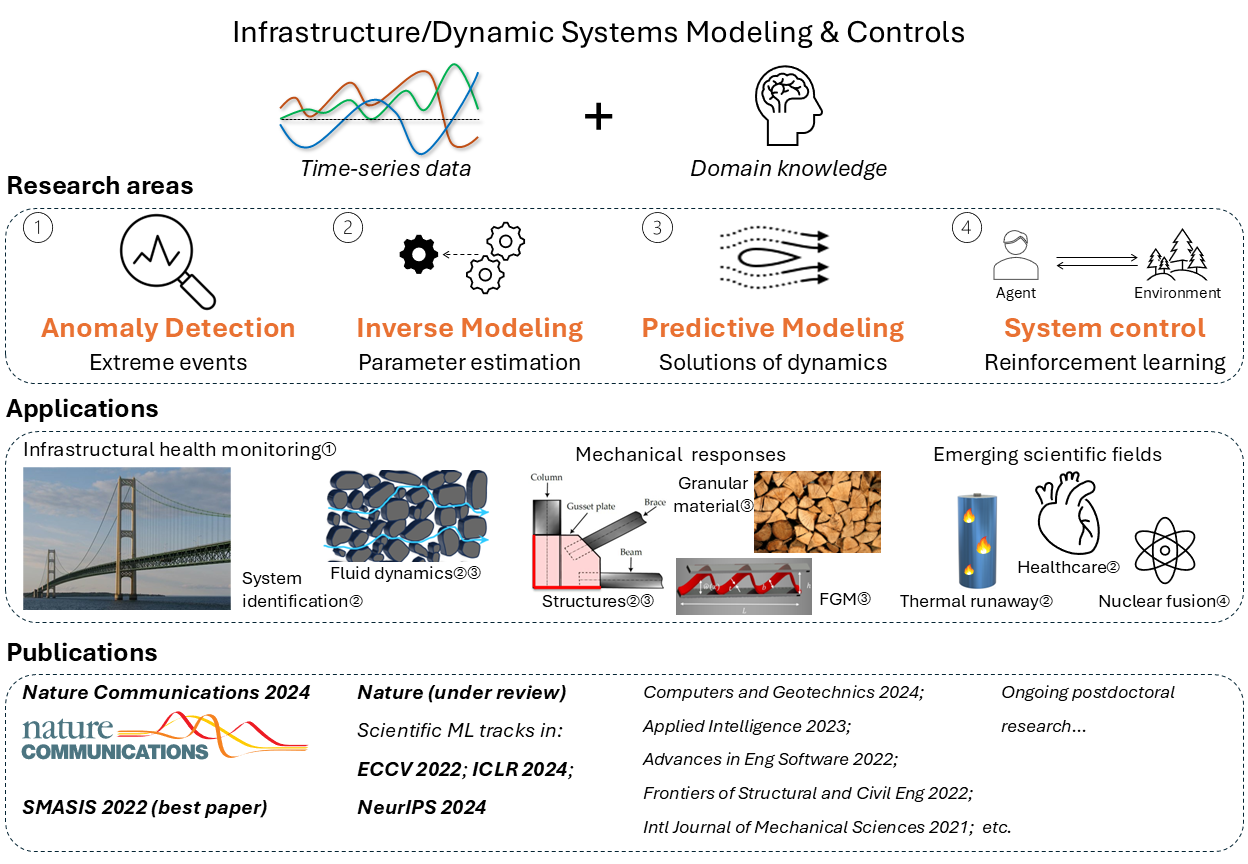 Infrastructure/Dynamic Systems Modeling & Controls
+
Time-series data
Domain knowledge
Research areas
1
2
3
4
Agent
Environment
Anomaly Detection
Inverse Modeling
Predictive Modeling
System control
Extreme events
Parameter estimation
Solutions of dynamics
Reinforcement learning
Applications
Infrastructural health monitoring①
System
identification②
Fluid dynamics②③
Mechanical responses
Column
Gusset plate
Brace
Beam
Structures②③
Granular
material③
L
h
FGM③
Emerging scientific fields
Thermal runaway②
Healthcare②
Nuclear fusion④
Publications
Nature Communications 2024
nature
COMMUNICATIONS
SMASIS 2022 (best paper)
Nature (under review)
Scientific ML tracks in:
ECCV 2022; ICLR 2024;
NeurIPS 2024
Computers and Geotechnics 2024;
Applied Intelligence 2023;
Advances in Eng Software 2022;
Frontiers of Structural and Civil Eng 2022;
Intl Journal of Mechanical Sciences 2021; etc.
Ongoing postdoctoral
research...